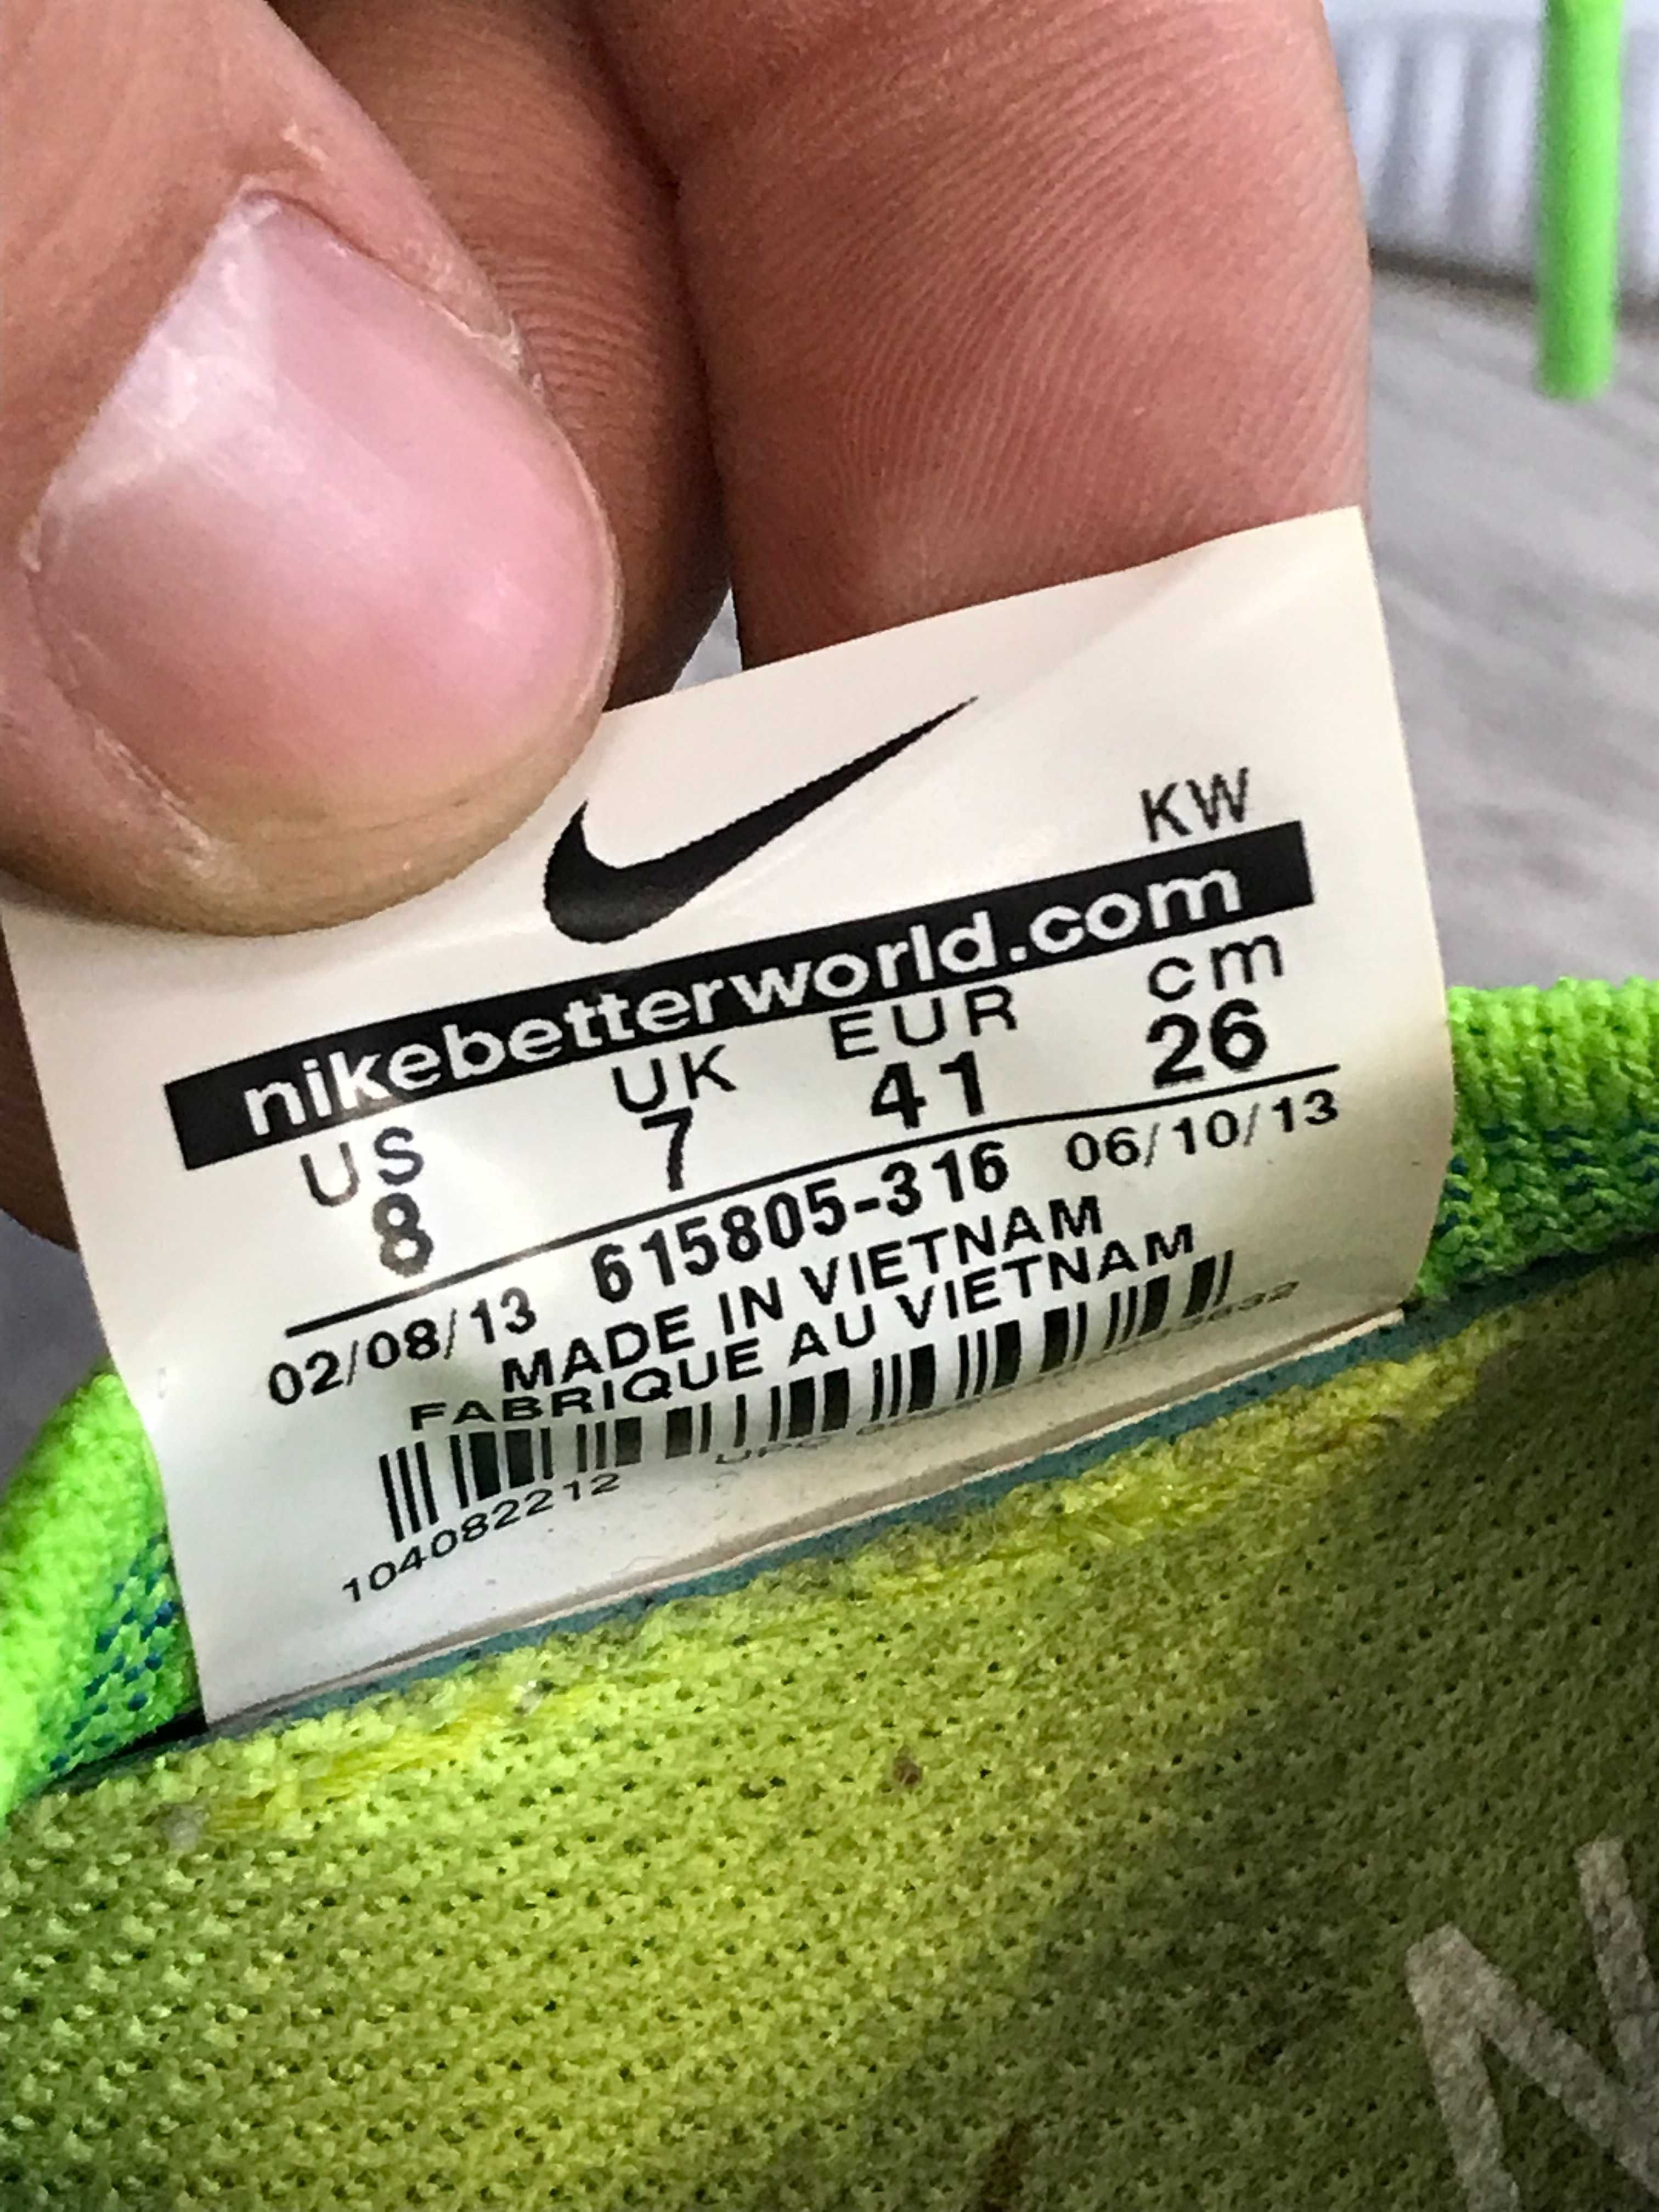 KW
nikebetterworld.com
US UK EUR cm
8 7 41 26
02/08/13 615805-316 06/10/13
MADE IN VIETNAM
FABRIQUE AU VIETNAM
104082212 UPC